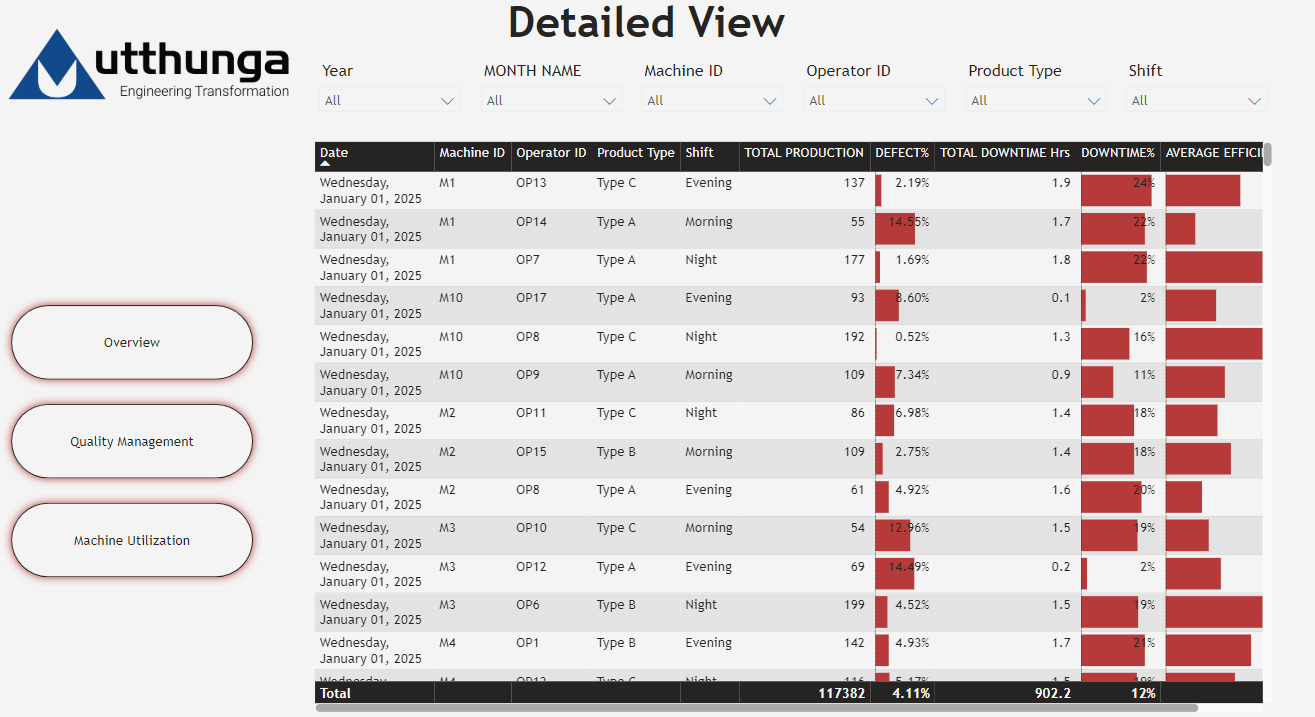 Detailed View
utthunga
Engineering Transformation
Year MONTH NAME Machine ID Operator ID Product Type Shift
All All All All All All
Overview
Quality Management
Machine Utilization
Date Machine ID Operator ID Product Type Shift TOTAL PRODUCTION DEFECT% TOTAL DOWNTIME Hrs DOWNTIME% AVERAGE EFFICI
Wednesday, January 01, 2025 M1 OP13 Type C Evening 137 2.19% 1.9 24%
Wednesday, January 01, 2025 M1 OP14 Type A Morning 55 14.55% 1.7 22%
Wednesday, January 01, 2025 M1 OP7 Type A Night 177 1.69% 1.8 22%
Wednesday, January 01, 2025 M10 OP17 Type A Evening 93 8.60% 0.1 2%
Wednesday, January 01, 2025 M10 OP8 Type C Night 192 0.52% 1.3 16%
Wednesday, January 01, 2025 M10 OP9 Type A Morning 109 7.34% 0.9 11%
Wednesday, January 01, 2025 M2 OP11 Type C Night 86 6.98% 1.4 18%
Wednesday, January 01, 2025 M2 OP15 Type B Morning 109 2.75% 1.4 18%
Wednesday, January 01, 2025 M2 OP8 Type A Evening 61 4.92% 1.6 20%
Wednesday, January 01, 2025 M3 OP10 Type C Morning 54 12.96% 1.5 19%
Wednesday, January 01, 2025 M3 OP12 Type A Evening 69 14.49% 0.2 2%
Wednesday, January 01, 2025 M3 OP6 Type B Night 199 4.52% 1.5 19%
Wednesday, January 01, 2025 M4 OP1 Type B Evening 142 4.93% 1.7 21%
Total 117382 4.11% 902.2 12%